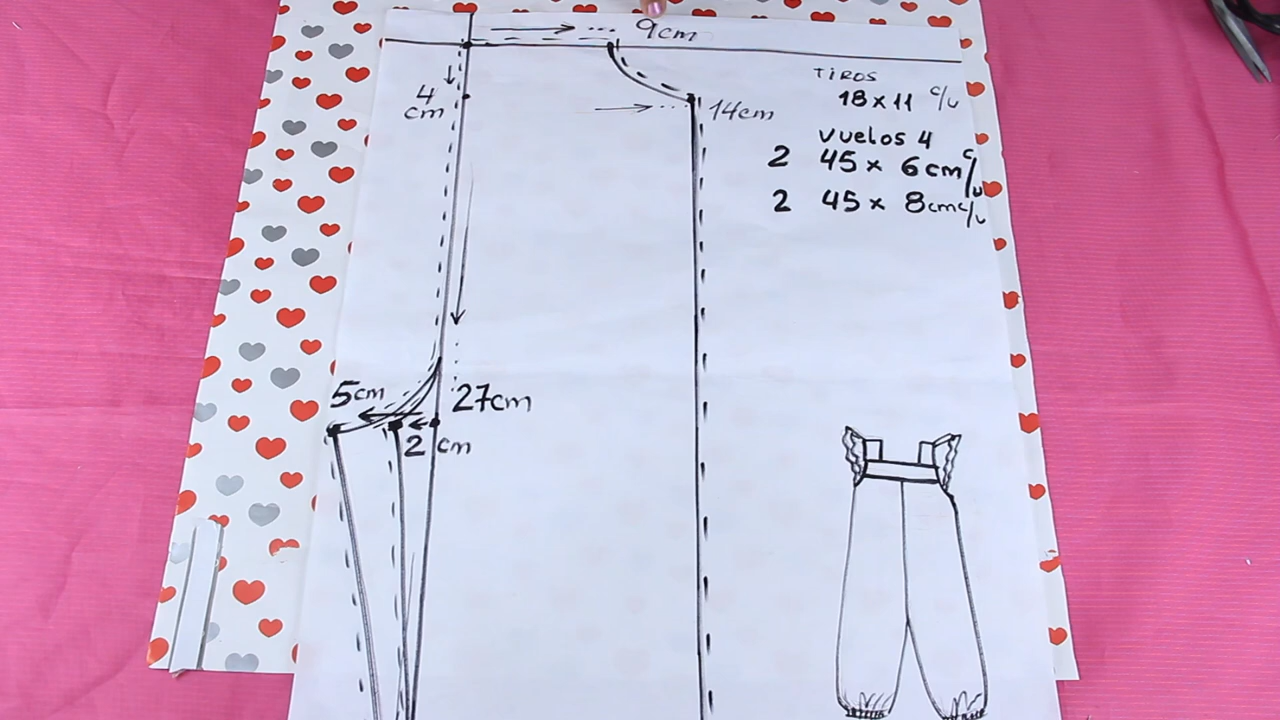 9cm
4
cm
14cm
TIROS
18 x 11 c/u
Vuelos 4
2 45 x 6cm c/u
2 45 x 8cm c/u
5cm
27cm
2 cm